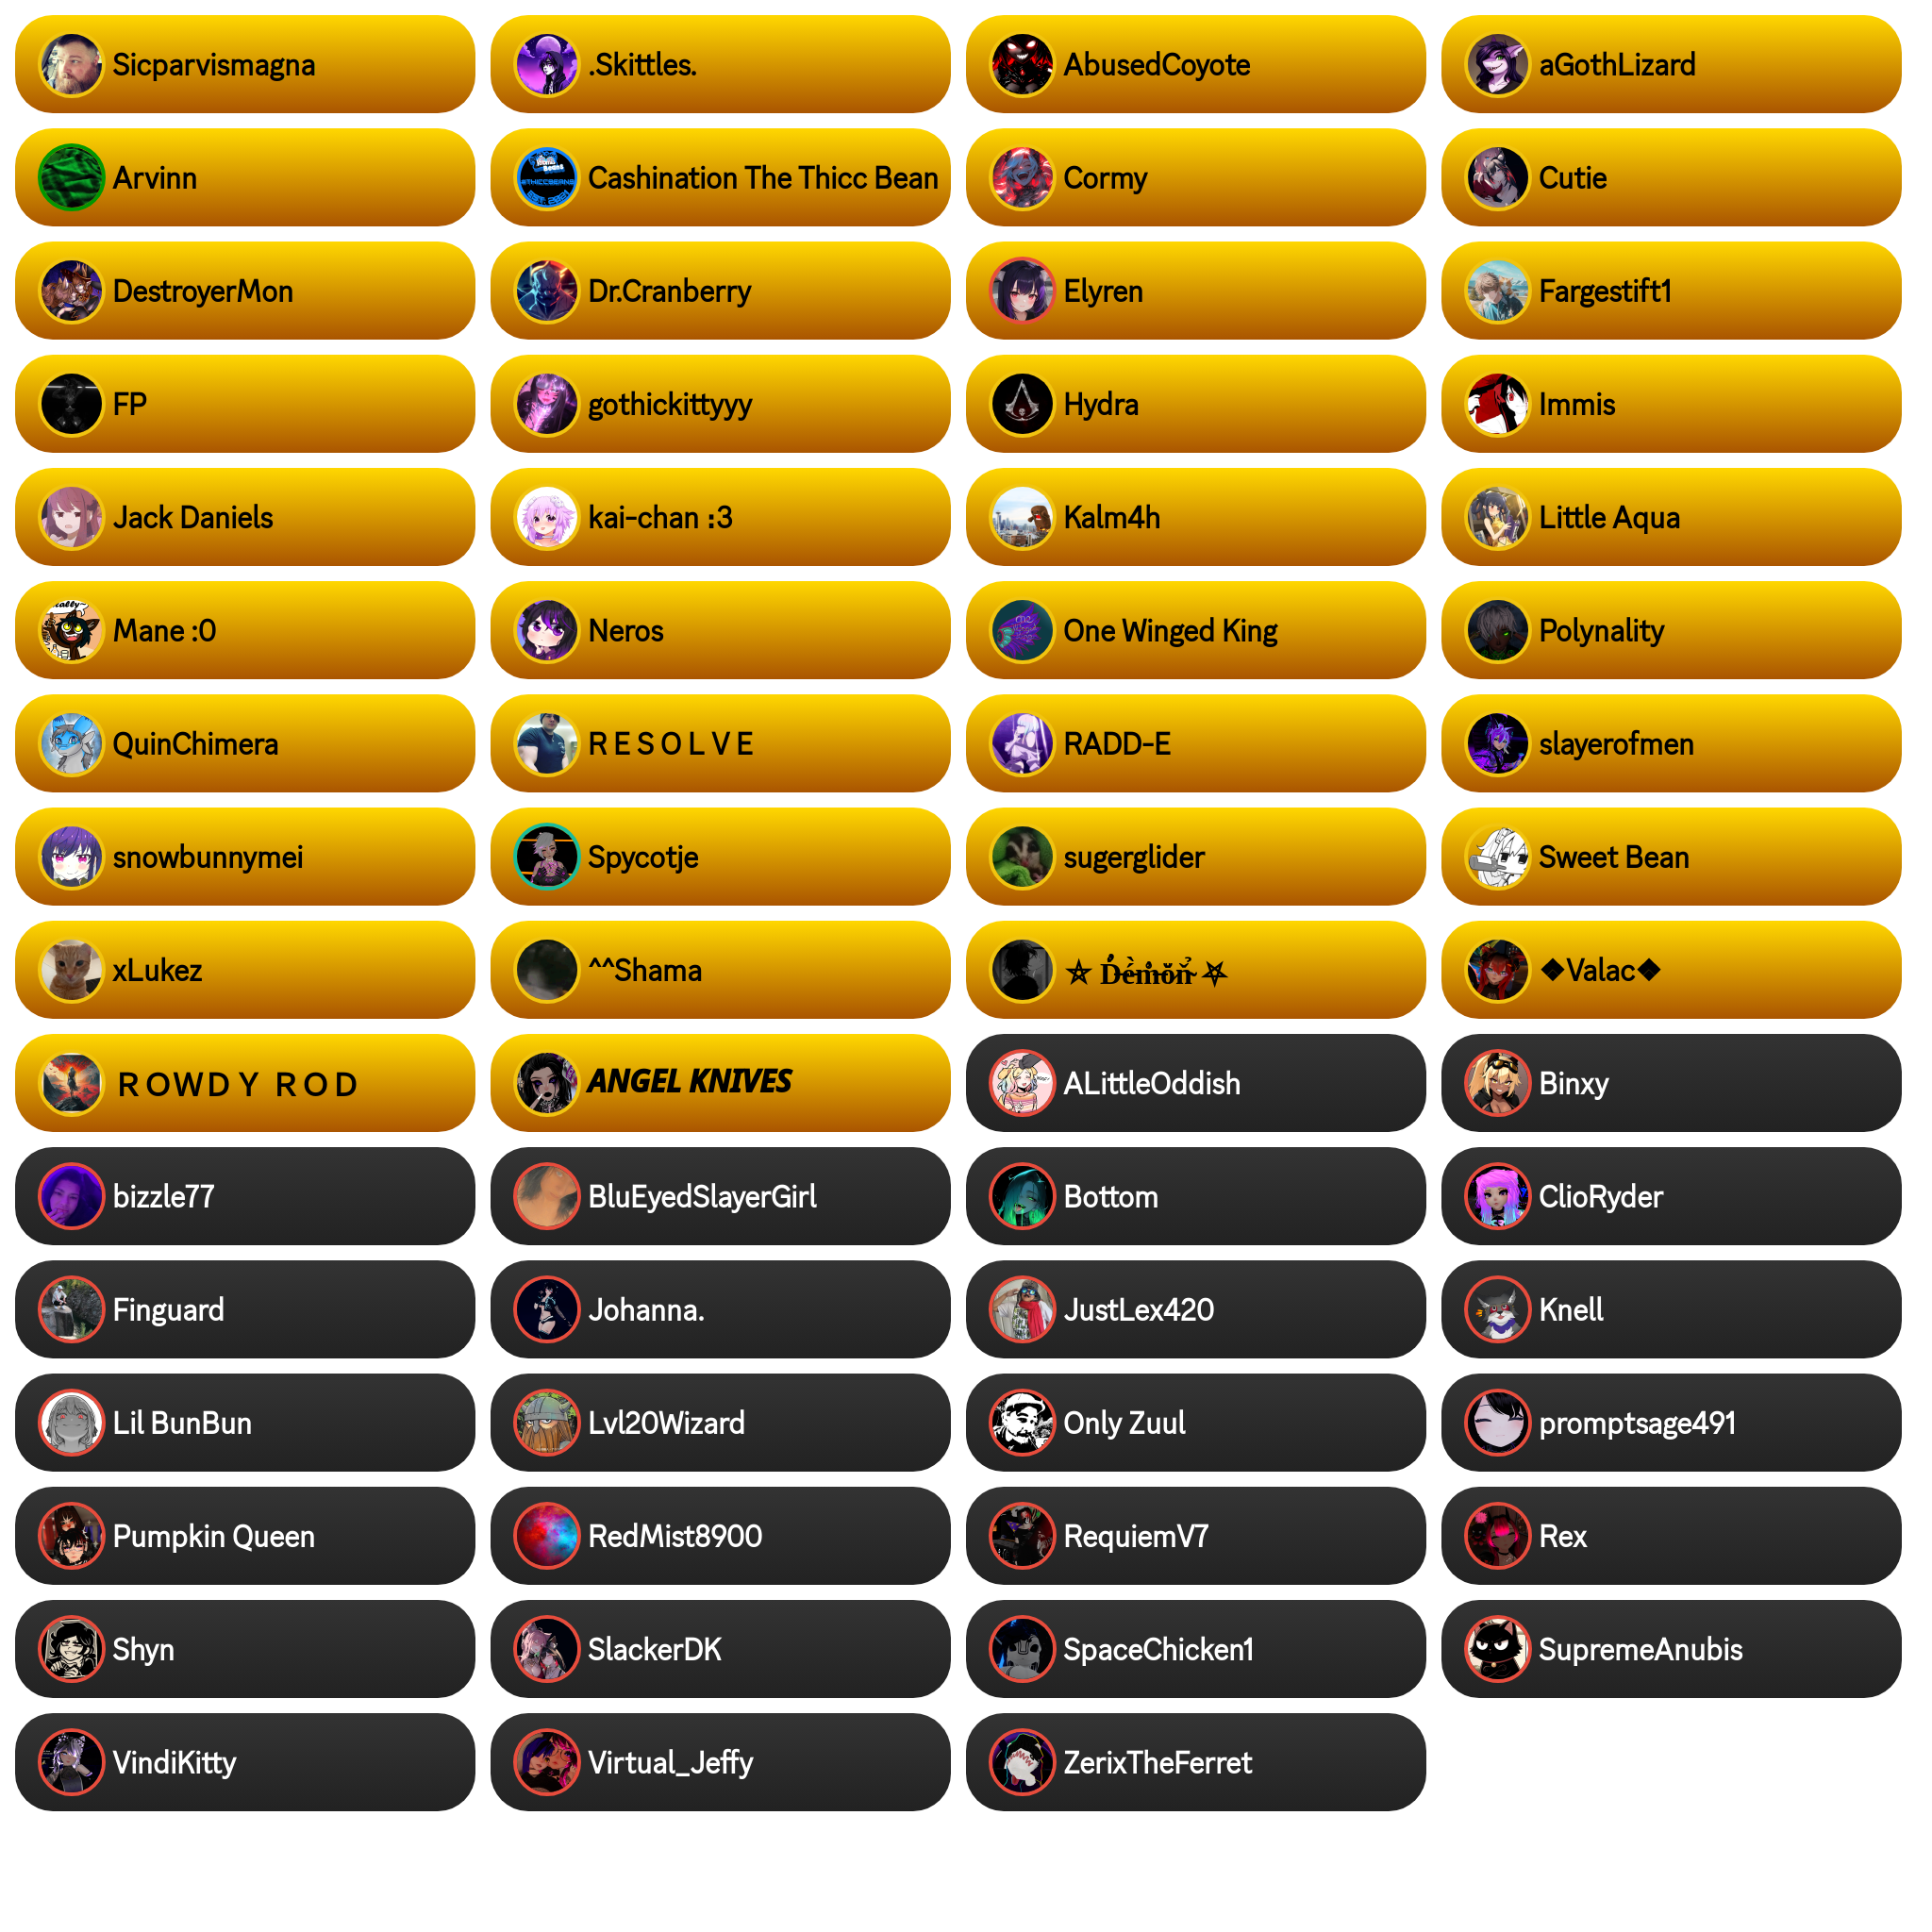 Sicparvismagna
.Skittles.
AbusedCoyote
aGothLizard
Arvinn
Cashination The Thicc Bean
Cormy
Cutie
DestroyerMon
Dr.Cranberry
Elyren
Fargestift1
FP
gothickittyyy
Hydra
Immis
Jack Daniels
kai-chan :3
Kalm4h
Little Aqua
Mane :0
Neros
One Winged King
Polynality
QuinChimera
R E S O L V E
RADD-E
slayerofmen
snowbunnymei
Spycotje
sugerglider
Sweet Bean
xLukez
^^Shama
⛤ Dèmon ⛧
❖Valac❖
ＲＯＷＤＹ ＲＯＤ
ANGEL KNIVES
ALittleOddish
Binxy
bizzle77
BluEyedSlayerGirl
Bottom
ClioRyder
Finguard
Johanna.
JustLex420
Knell
Lil BunBun
Lvl20Wizard
Only Zuul
promptsage491
Pumpkin Queen
RedMist8900
RequiemV7
Rex
Shyn
SlackerDK
SpaceChicken1
SupremeAnubis
VindiKitty
Virtual_Jeffy
ZerixTheFerret